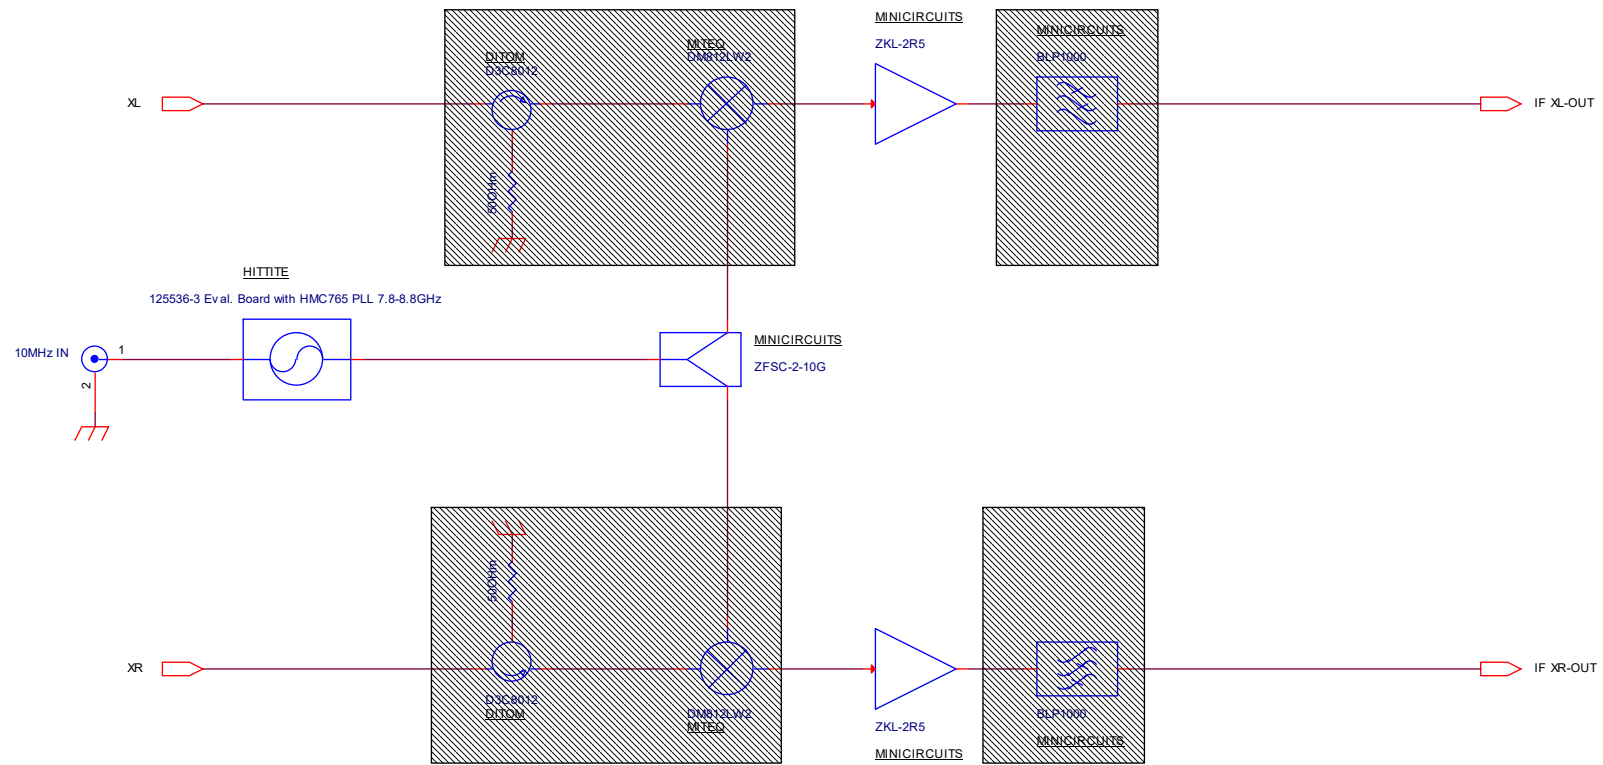 MINICIRCUITS
ZKL-2R5
MINICIRCUITS
BLP1000
DITOM
D3C8012
MITEQ
DM812LW2
XL
IF XL-OUT
50OHm
HITTITE
125536-3 Eval. Board with HMC765 PLL 7.8-8.8GHz
10MHz IN
1
2
MINICIRCUITS
ZFSC-2-10G
50OHm
XR
IF XR-OUT
D3C8012
DITOM
DM812LW2
MITEQ
ZKL-2R5
MINICIRCUITS
BLP1000
MINICIRCUITS